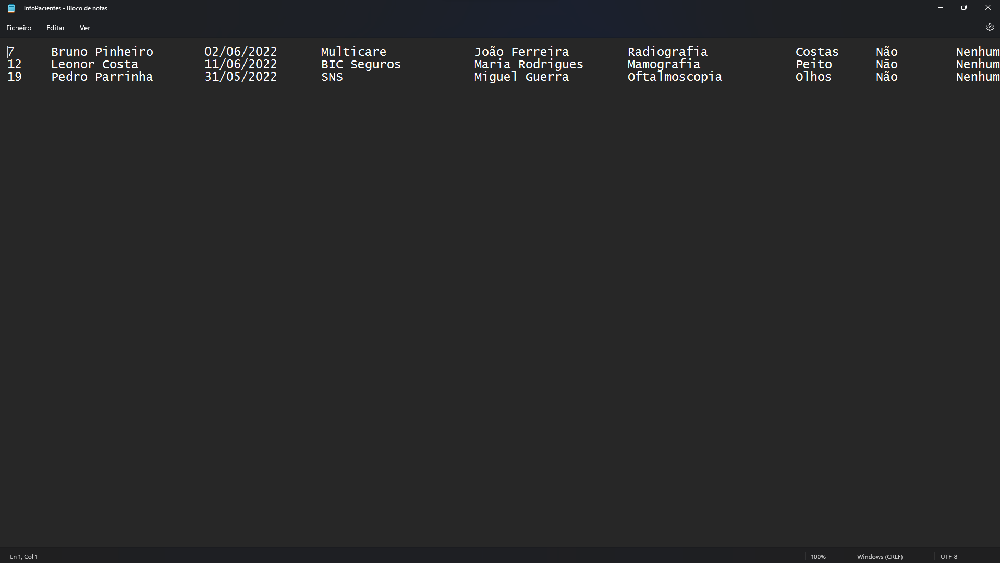 InfoPacientes - Bloco de notas
Ficheiro Editar Ver
7 Bruno Pinheiro 02/06/2022 Multicare João Ferreira Radiografia Costas Não Nenhum
12 Leonor Costa 11/06/2022 BIC Seguros Maria Rodrigues Mamografia Peito Não Nenhum
19 Pedro Parrinha 31/05/2022 SNS Miguel Guerra Oftalmoscopia Olhos Não Nenhum
Ln 1, Col 1 100% Windows (CRLF) UTF-8